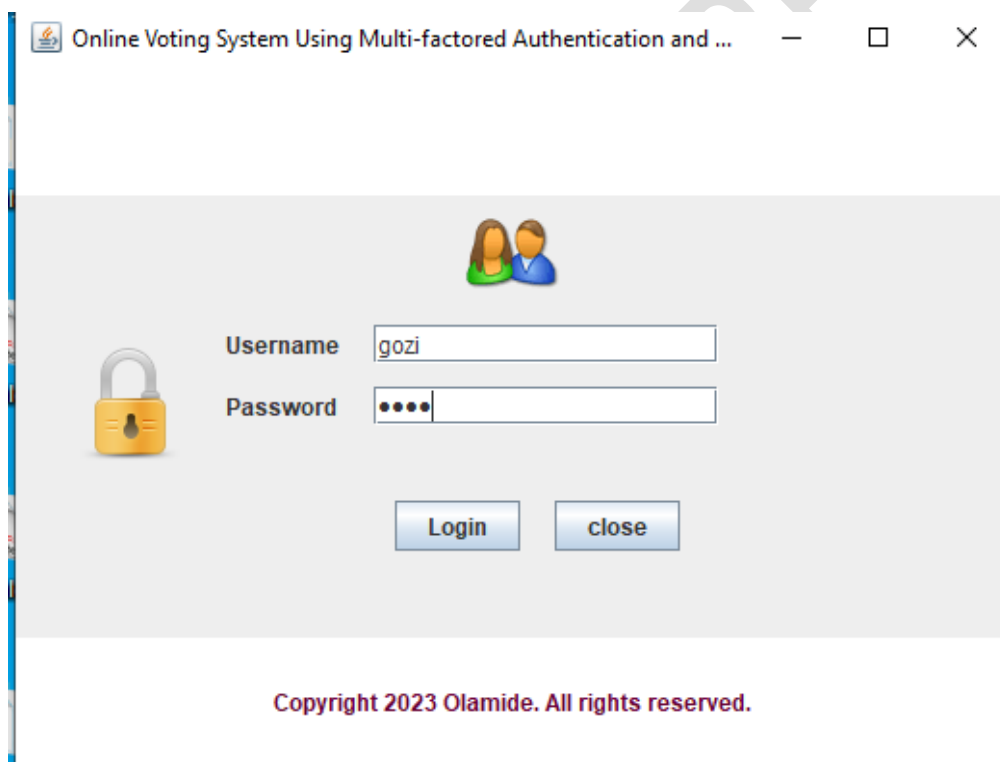 Online Voting System Using Multi-factored Authentication and ...
Username gozi
Password ••••
Login close
Copyright 2023 Olamide. All rights reserved.